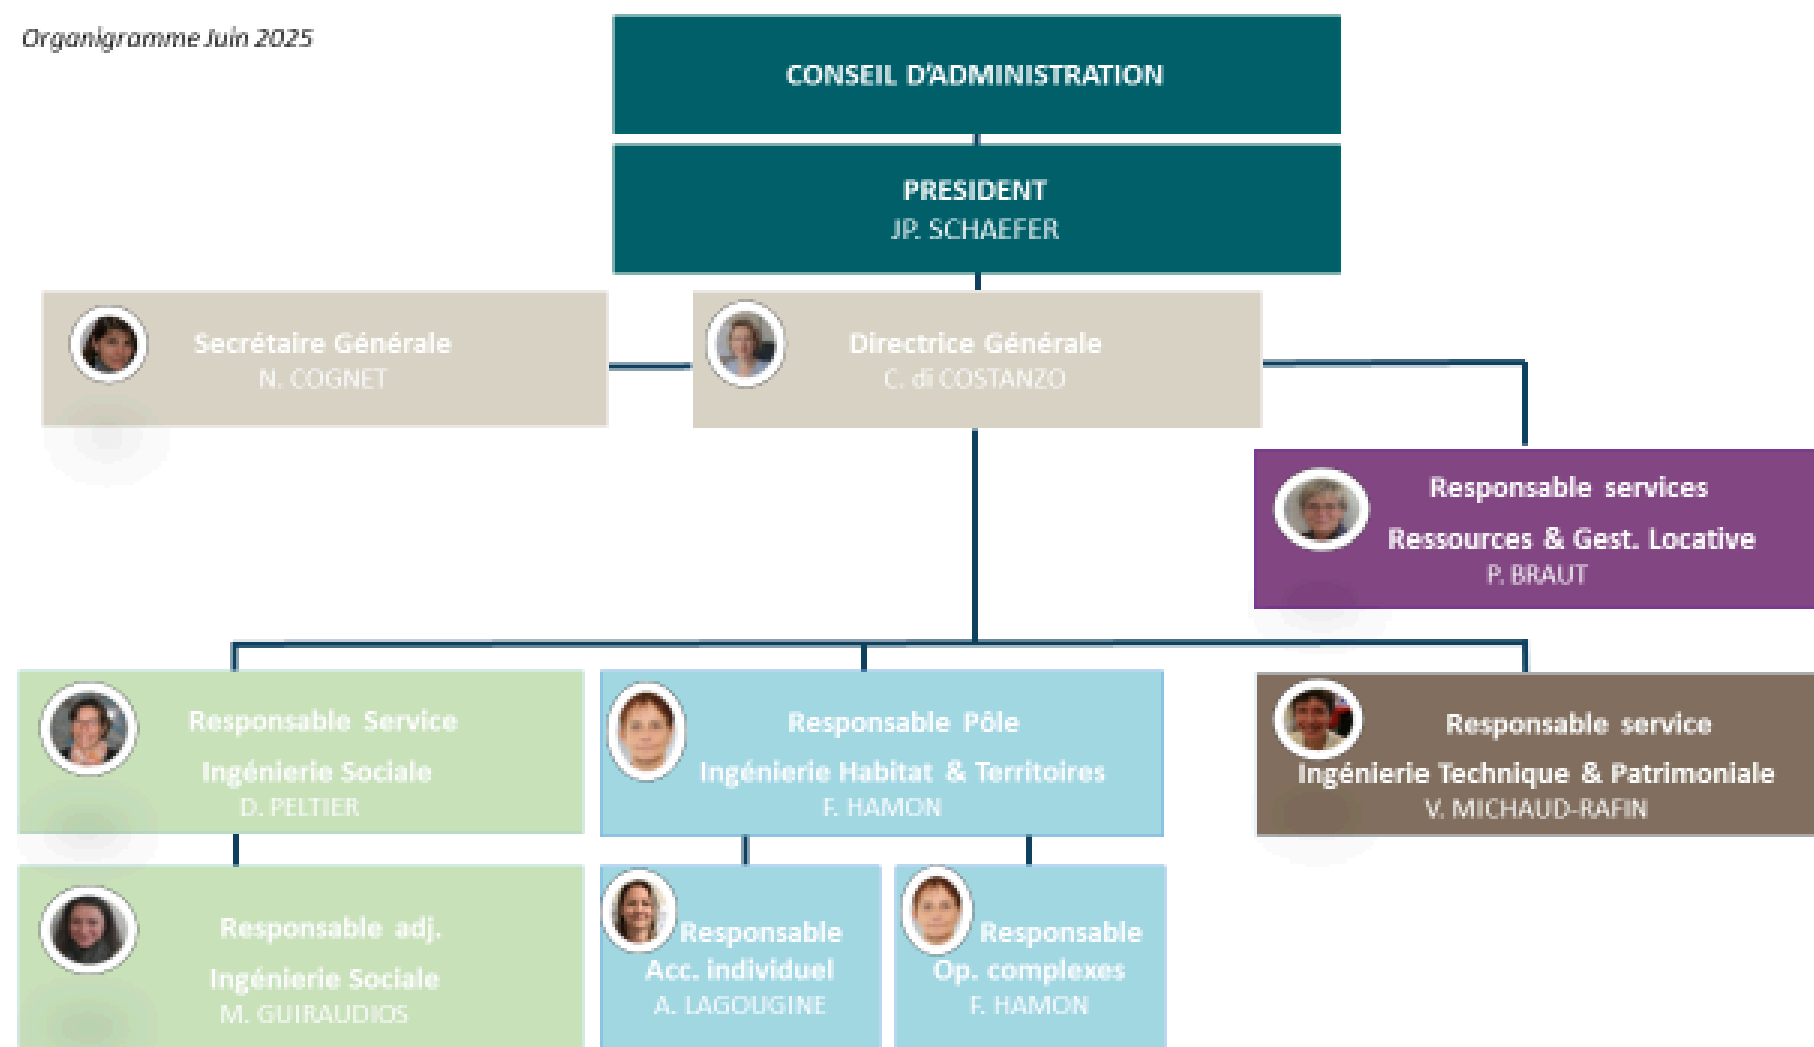 Organigramme Juin 2025
CONSEIL D'ADMINISTRATION
PRESIDENT
JP. SCHAEFER
Secrétaire Générale
N. COGNET
Directrice Générale
C. di COSTANZO
Responsable services
Ressources & Gest. Locative
P. BRAUT
Responsable Service
Ingénierie Sociale
D. PELTIER
Responsable Pôle
Ingénierie Habitat & Territoires
F. HAMON
Responsable service
Ingénierie Technique & Patrimoniale
V. MICHAUD-RAFIN
Responsable adj.
Ingénierie Sociale
M. GUIRAUDIOS
Responsable
Acc. individuel
A. LAGOUGINE
Responsable
Op. complexes
F. HAMON